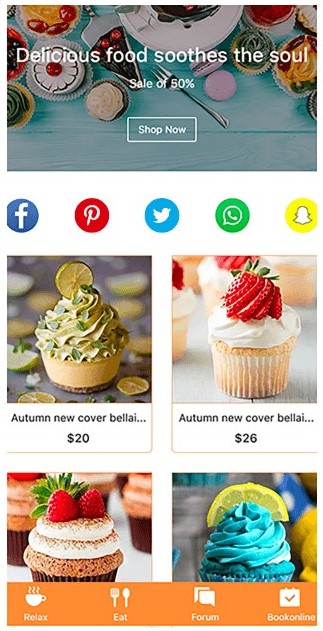 Delicious food soothes the soul
Sale of 50%
Shop Now
Autumn new cover bellai...
$20
Autumn new cover bellai...
$26
Relax
Eat
Forum
Bookonline